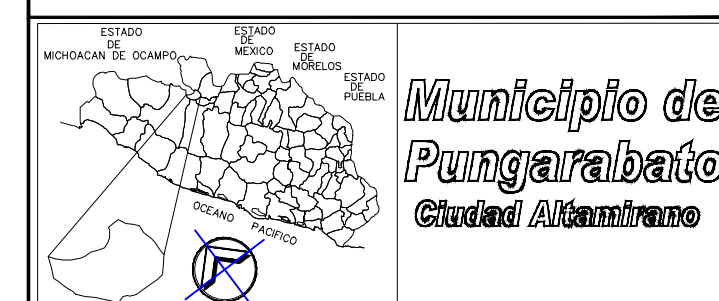 ESTADO
DE
MICHOACAN DE OCAMPO
ESTADO
DE
MEXICO
ESTADO
DE
MORELOS
ESTADO
DE
PUEBLA
OCEANO PACIFICO
Municipio de
Pungarabato
Ciudad Altamirano